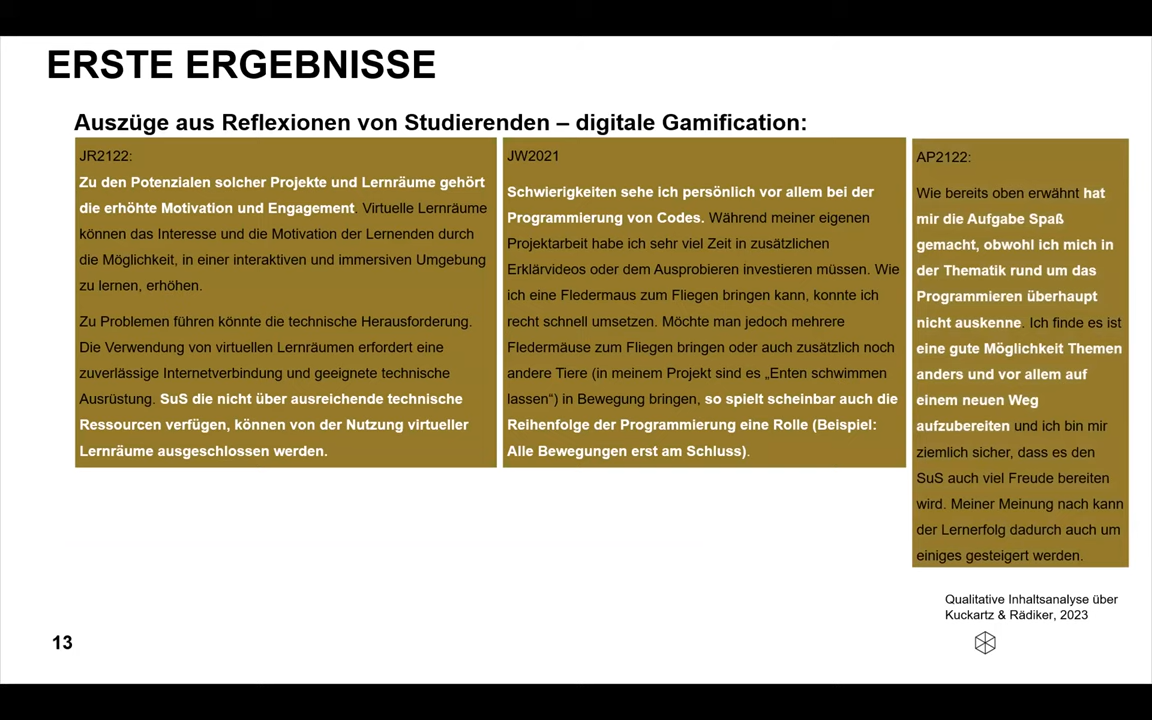 ERSTE ERGEBNISSE
Auszüge aus Reflexionen von Studierenden – digitale Gamification:
JR2122:
Zu den Potenzialen solcher Projekte und Lernräume gehört
die erhöhte Motivation und Engagement. Virtuelle Lernräume
können das Interesse und die Motivation der Lernenden durch
die Möglichkeit, in einer interaktiven und immersiven Umgebung
zu lernen, erhöhen.
Zu Problemen führen könnte die technische Herausforderung.
Die Verwendung von virtuellen Lernräumen erfordert eine
zuverlässige Internetverbindung und geeignete technische
Ausrüstung. SuS die nicht über ausreichende technische
Ressourcen verfügen, können von der Nutzung virtueller
Lernräume ausgeschlossen werden.
JW2021
Schwierigkeiten sehe ich persönlich vor allem bei der
Programmierung von Codes. Während meiner eigenen
Projektarbeit habe ich sehr viel Zeit in zusätzlichen
Erklärvideos oder dem Ausprobieren investieren müssen. Wie
ich eine Fledermaus zum Fliegen bringen kann, konnte ich
recht schnell umsetzen. Möchte man jedoch mehrere
Fledermäuse zum Fliegen bringen oder auch zusätzlich noch
andere Tiere (in meinem Projekt sind es „Enten schwimmen
lassen“) in Bewegung bringen, so spielt scheinbar auch die
Reihenfolge der Programmierung eine Rolle (Beispiel:
Alle Bewegungen erst am Schluss).
AP2122:
Wie bereits oben erwähnt hat
mir die Aufgabe Spaß
gemacht, obwohl ich mich in
der Thematik rund um das
Programmieren überhaupt
nicht auskenne. Ich finde es ist
eine gute Möglichkeit Themen
anders und vor allem auf
einem neuen Weg
aufzubereiten und ich bin mir
ziemlich sicher, dass es den
SuS auch viel Freude bereiten
wird. Meiner Meinung nach kann
der Lernerfolg dadurch auch um
einiges gesteigert werden.
Qualitative Inhaltsanalyse über
Kuckartz & Rädiker, 2023
13